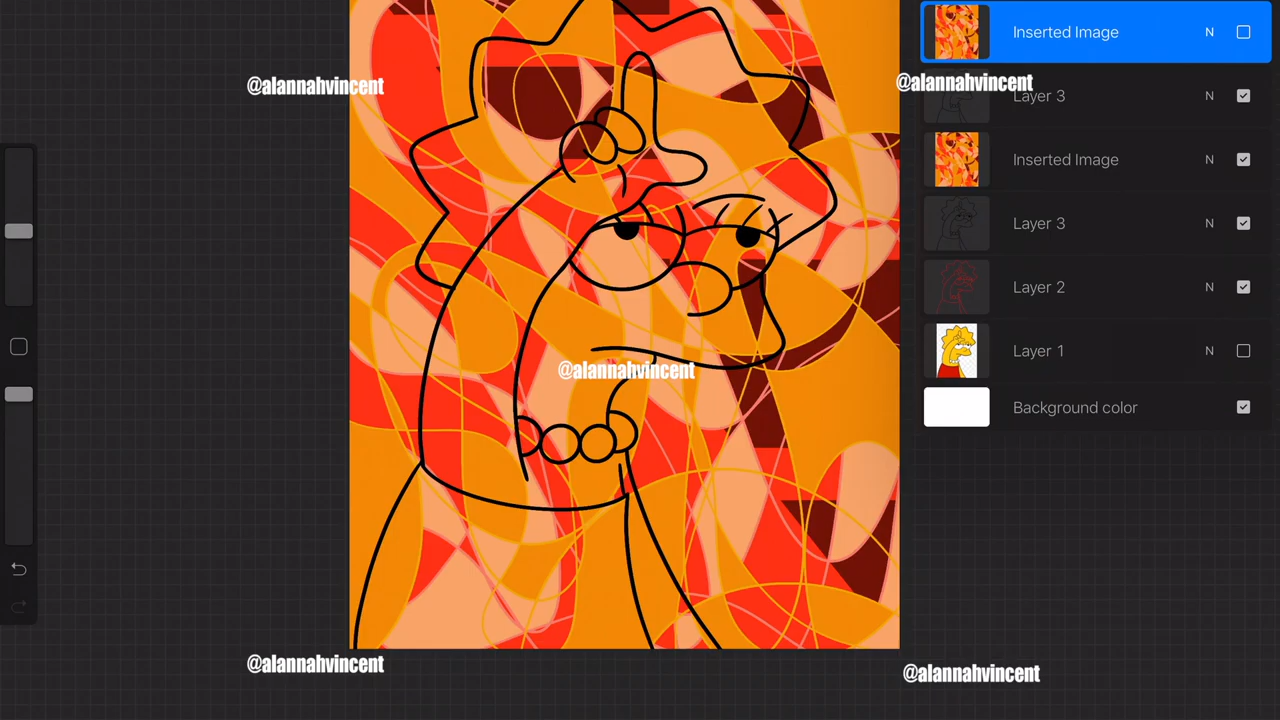 Inserted Image N
@alannahvincent
@alannahvincent
Layer 3 N
Inserted Image N
Layer 3 N
Layer 2 N
Layer 1 N
@alannahvincent
Background color
@alannahvincent
@alannahvincent